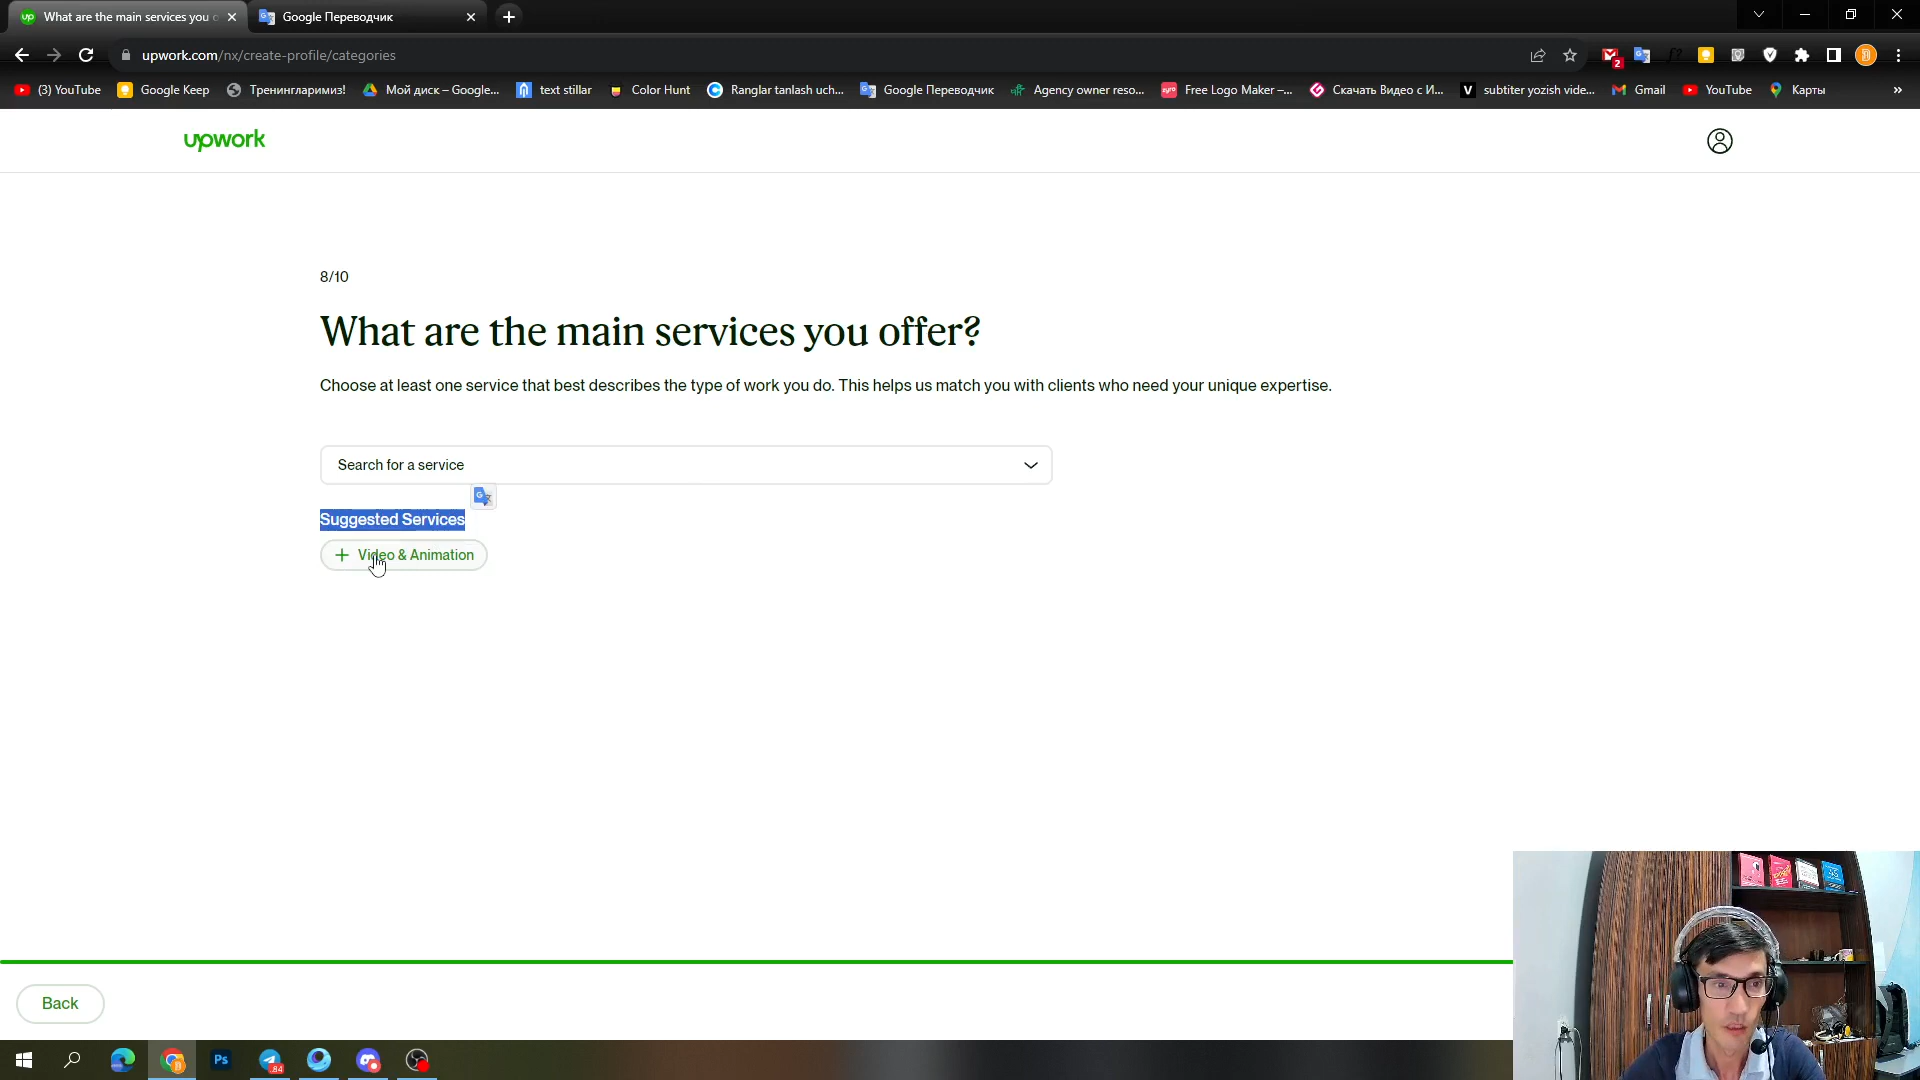 What are the main services you o
Google Переводчик
upwork.com/nx/create-profile/categories
2
(3) YouTube
Google Keep
Тренингларимиз!
Мой диск – Google...
text stillar
Color Hunt
Ranglar tanlash uch...
Google Переводчик
Agency owner reso...
Free Logo Maker –...
Скачать Видео с И...
subtiter yozish vide...
Gmail
YouTube
Карты
upwork
8/10
What are the main services you offer?
Choose at least one service that best describes the type of work you do. This helps us match you with clients who need your unique expertise.
Search for a service
Suggested Services
Video & Animation
Back
Ps
84